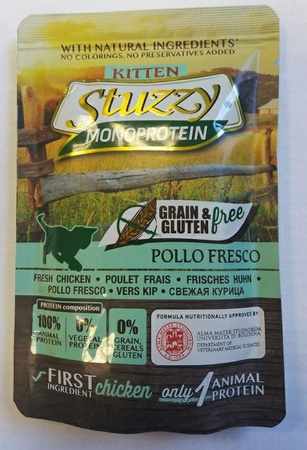 WITH NATURAL INGREDIENTS*
NO COLORINGS, NO PRESERVATIVES ADDED
KITTEN
Stuzzy
MONOPROTEIN
GRAIN &
GLUTEN free
POLLO FRESCO
FRESH CHICKEN • POULET FRAIS • FRISCHES HUHN •
POLLO FRESCO • VERS KIP • СВЕЖАЯ КУРИЦА
PROTEIN composition
100%
ANIMAL
PROTEIN
0%
VEGETAL
PROTEIN
0%
GRAIN,
CEREALS
GLUTEN
FORMULA NUTRITIONALLY APPROVED BY
ALMA MATER STUDIORUM
UNIVERSITÀ DI BOLOGNA
DEPARTMENT OF
VETERINARY MEDICAL SCIENCES
FIRST
INGREDIENT
chicken
only 1 ANIMAL
PROTEIN